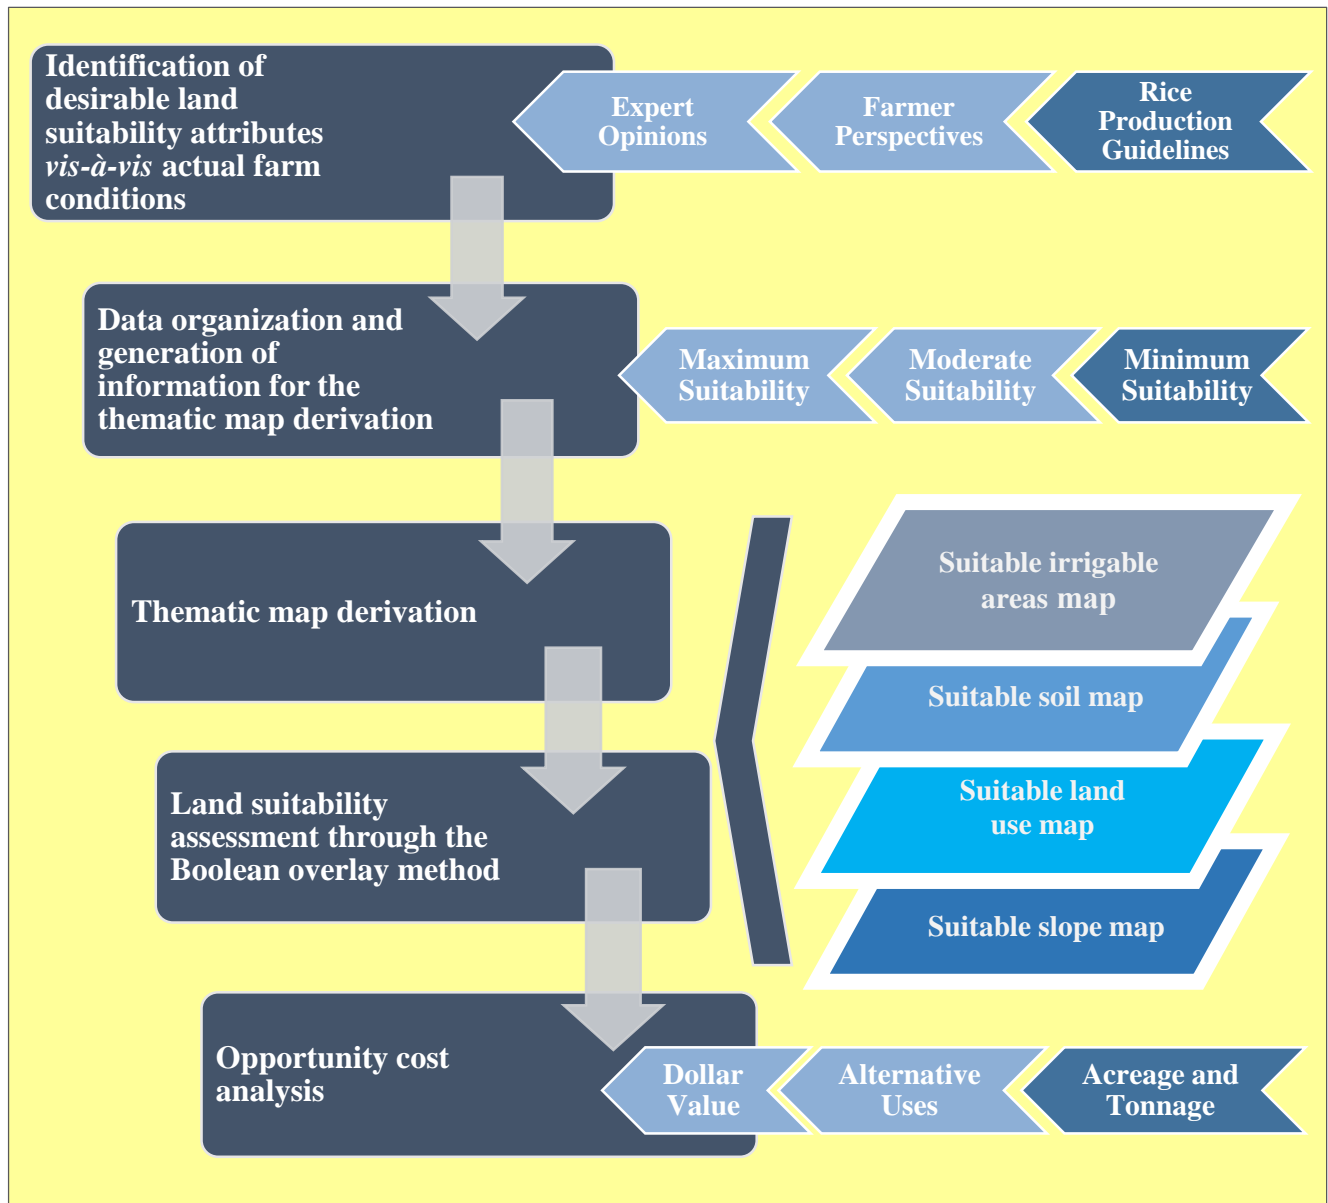 Identification of
desirable land
suitability attributes
vis-à-vis actual farm
conditions
Expert
Opinions
Farmer
Perspectives
Rice
Production
Guidelines
Data organization and
generation of
information for the
thematic map derivation
Maximum
Suitability
Moderate
Suitability
Minimum
Suitability
Thematic map derivation
Suitable irrigable
areas map
Suitable soil map
Suitable land
use map
Suitable slope map
Land suitability
assessment through the
Boolean overlay method
Opportunity cost
analysis
Dollar
Value
Alternative
Uses
Acreage and
Tonnage